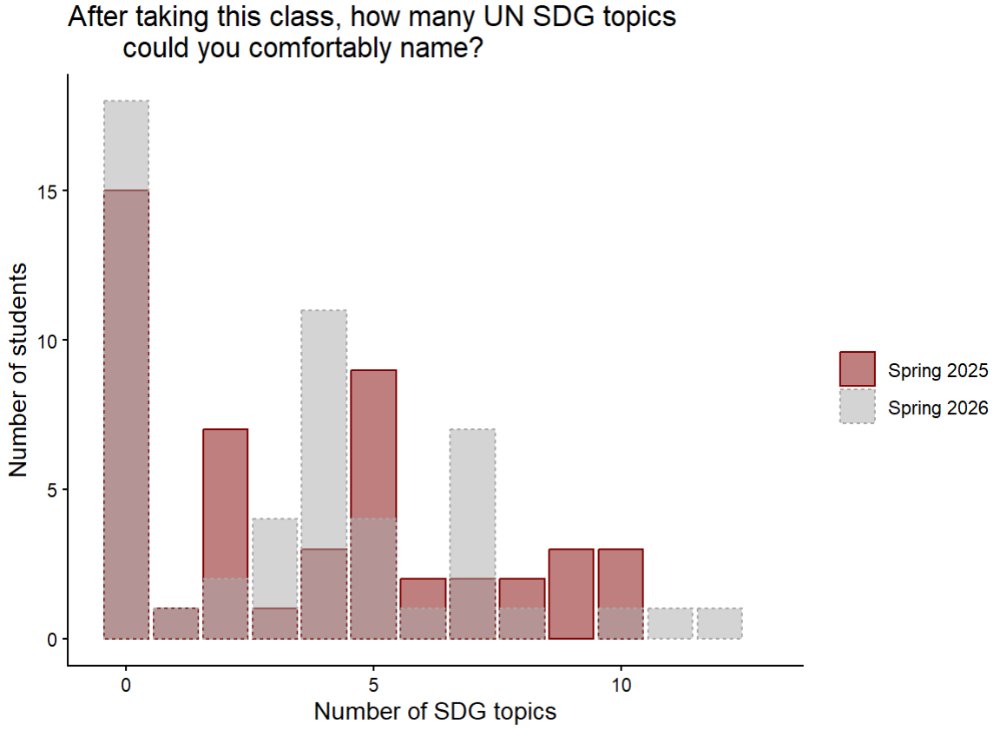 After taking this class, how many UN SDG topics
could you comfortably name?
Number of students
15
10
5
0
0 5 10
Number of SDG topics
Spring 2025
Spring 2026